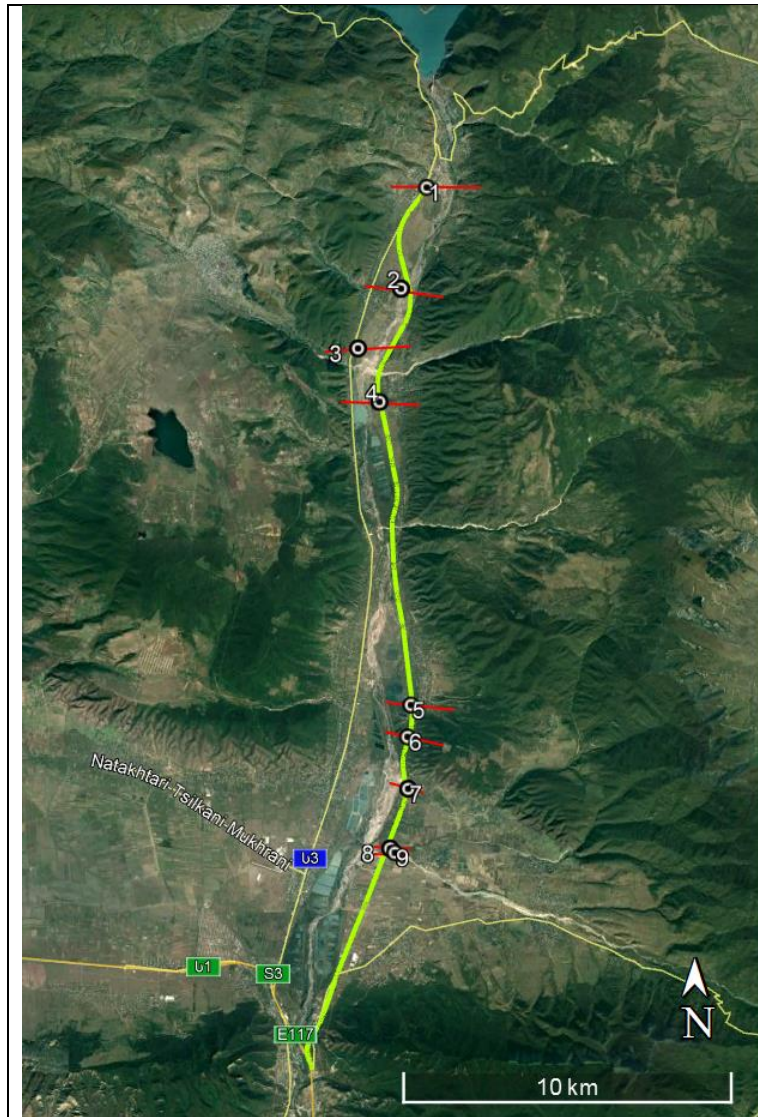 1
2
3
4
5
6
7
Natakhtari-Tsilkani-Mukhrani
8
9
ს3
ს1
S3
E117
N
10 km